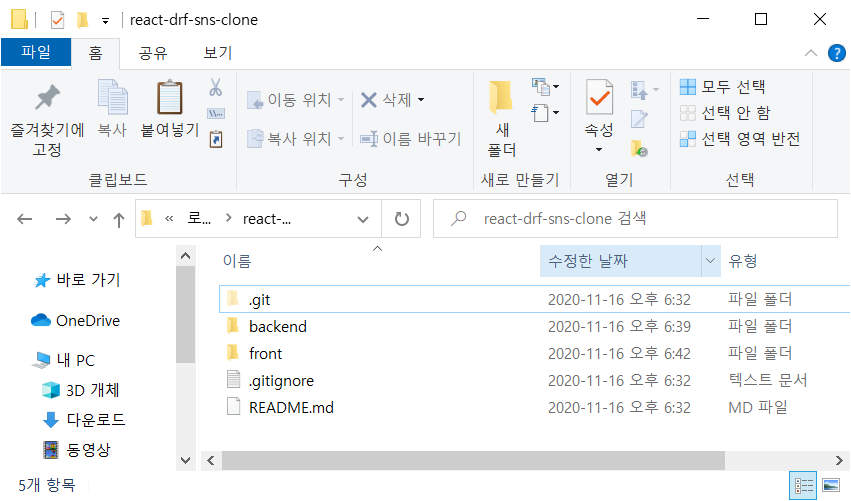 react-drf-sns-clone
파일 홈 공유 보기
즐겨찾기에 고정
복사
붙여넣기
이동 위치
복사 위치
삭제
이름 바꾸기
새 폴더
속성
모두 선택
선택 안 함
선택 영역 반전
클립보드 구성 새로 만들기 열기 선택
« 로... > react-...
react-drf-sns-clone 검색
바로 가기
OneDrive
내 PC
3D 개체
다운로드
동영상
이름 수정한 날짜 유형
.git 2020-11-16 오후 6:32 파일 폴더
backend 2020-11-16 오후 6:39 파일 폴더
front 2020-11-16 오후 6:42 파일 폴더
.gitignore 2020-11-16 오후 6:32 텍스트 문서
README.md 2020-11-16 오후 6:32 MD 파일
5개 항목